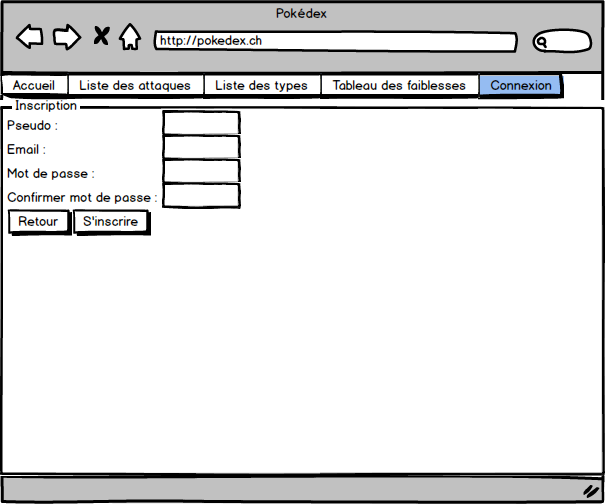 Pokédex
http://pokedex.ch
Accueil Liste des attaques Liste des types Tableau des faiblesses Connexion
Inscription
Pseudo :
Email :
Mot de passe :
Confirmer mot de passe :
Retour S'inscrire